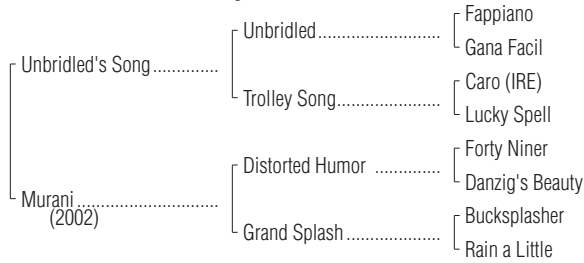 Fappiano
Unbridled
Gana Facil
Unbridled's Song
Caro (IRE)
Trolley Song
Lucky Spell
Forty Niner
Distorted Humor
Danzig's Beauty
Murani
(2002)
Bucksplasher
Grand Splash
Rain a Little